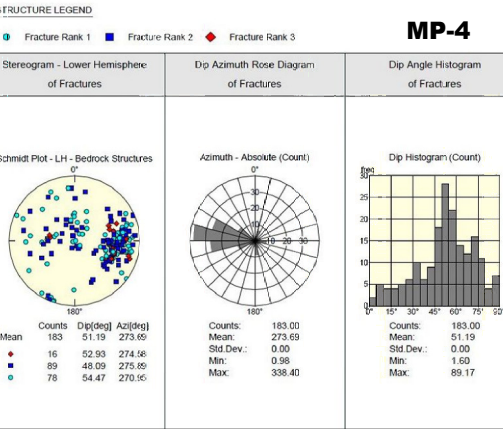 STRUCTURE LEGEND
Fracture Rank 1 Fracture Rank 2 Fracture Rank 3
MP-4
Stereogram - Lower Hemisphere
of Fractures
Dip Azimuth Rose Diagram
of Fractures
Dip Angle Histogram
of Fractures
Schmidt Plot - LH - Bedrock Structures
0°
180°
Counts Dip[deg] Azi[deg]
Mean 183 51.19 273.69
16 52.93 274.58
89 48.09 275.89
78 54.47 270.95
Azimuth - Absolute (Count)
0°
30
20
10 20 30
180°
Counts: 183.00
Mean: 273.69
Std.Dev.: 0.00
Min: 0.98
Max: 338.40
Dip Histogram (Count)
30
25
20
15
10
5
0
0° 15° 30° 45° 60° 75° 90°
Counts: 183.00
Mean: 51.19
Std.Dev.: 0.00
Min: 1.60
Max: 89.17